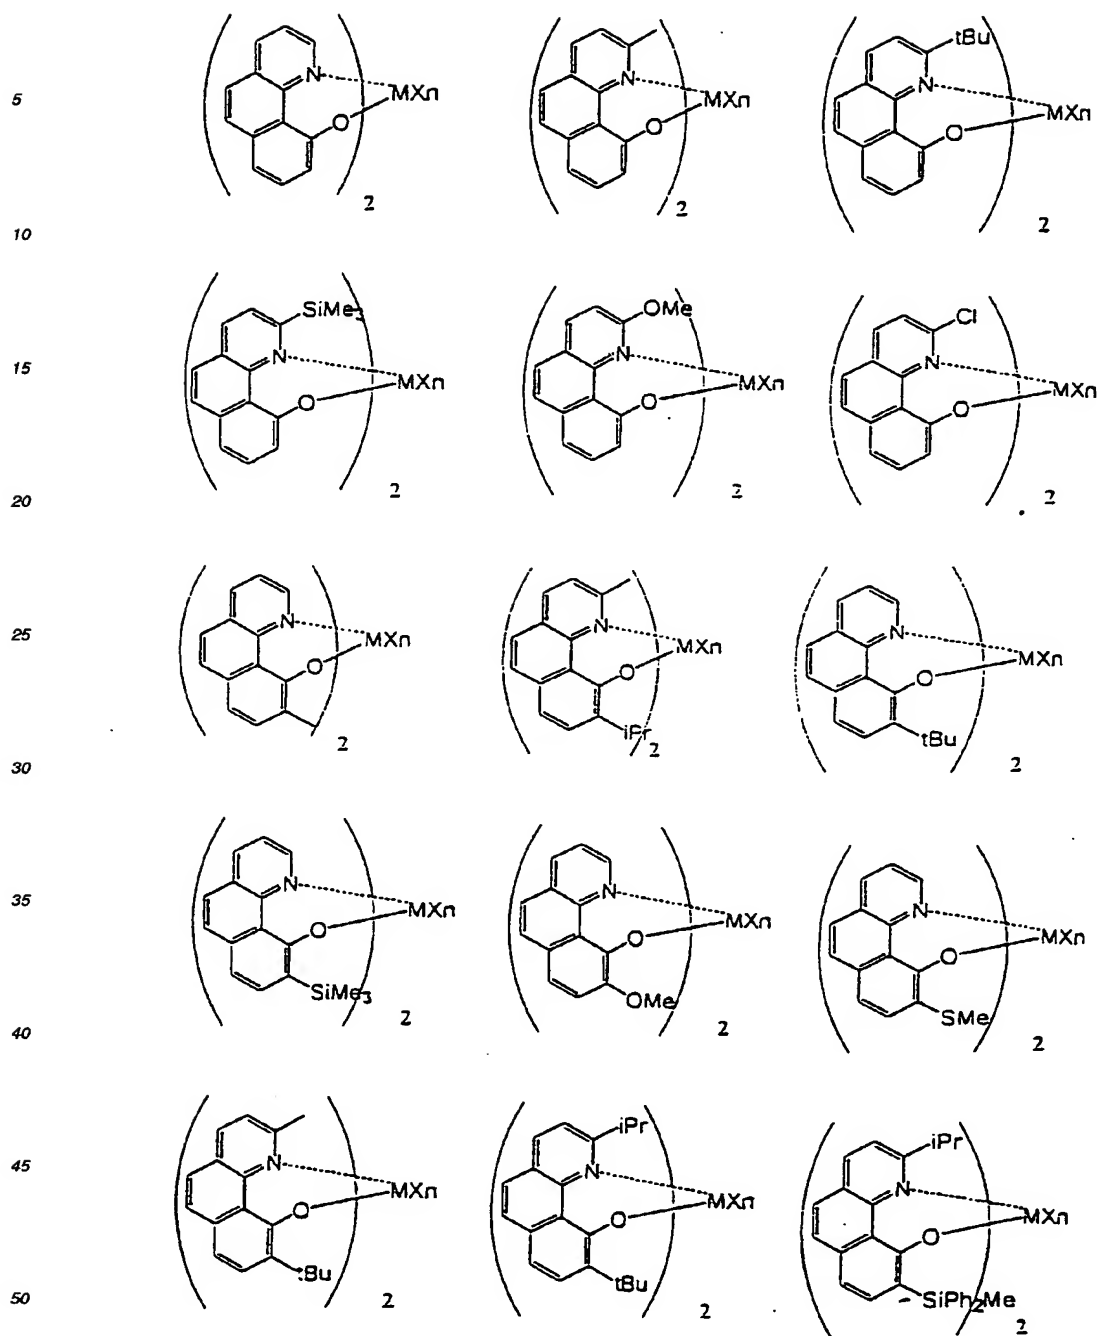 5 N O MXn 2 N O MXn 2 tBu N O MXn 2
10
15 SiMe3 N O MXn 2 OMe N O MXn 2 Cl N O MXn 2
20
25 N O MXn 2 N O MXn iPr 2 N O MXn tBu 2
30
35 N O MXn SiMe3 2 N O MXn OMe 2 N O MXn SMe 2
40
45 N O MXn tBu 2 iPr N O MXn tBu 2 iPr N O MXn SiPh2Me 2
50